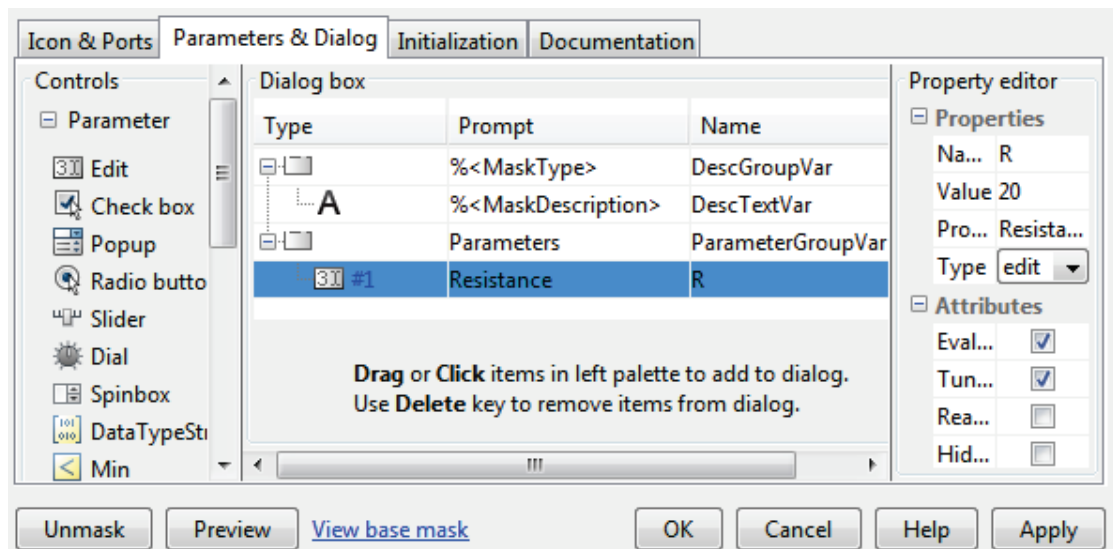 Icon & Ports Parameters & Dialog Initialization Documentation
Controls
Parameter
Edit
Check box
Popup
Radio butto
Slider
Dial
Spinbox
DataTypeStr
Min
Dialog box
Type Prompt Name
%<MaskType> DescGroupVar
A %<MaskDescription> DescTextVar
Parameters ParameterGroupVar
#1 Resistance R
Drag or Click items in left palette to add to dialog.
Use Delete key to remove items from dialog.
Property editor
Properties
Na... R
Value 20
Pro... Resista...
Type edit
Attributes
Eval...
Tun...
Rea...
Hid...
Unmask Preview View base mask OK Cancel Help Apply